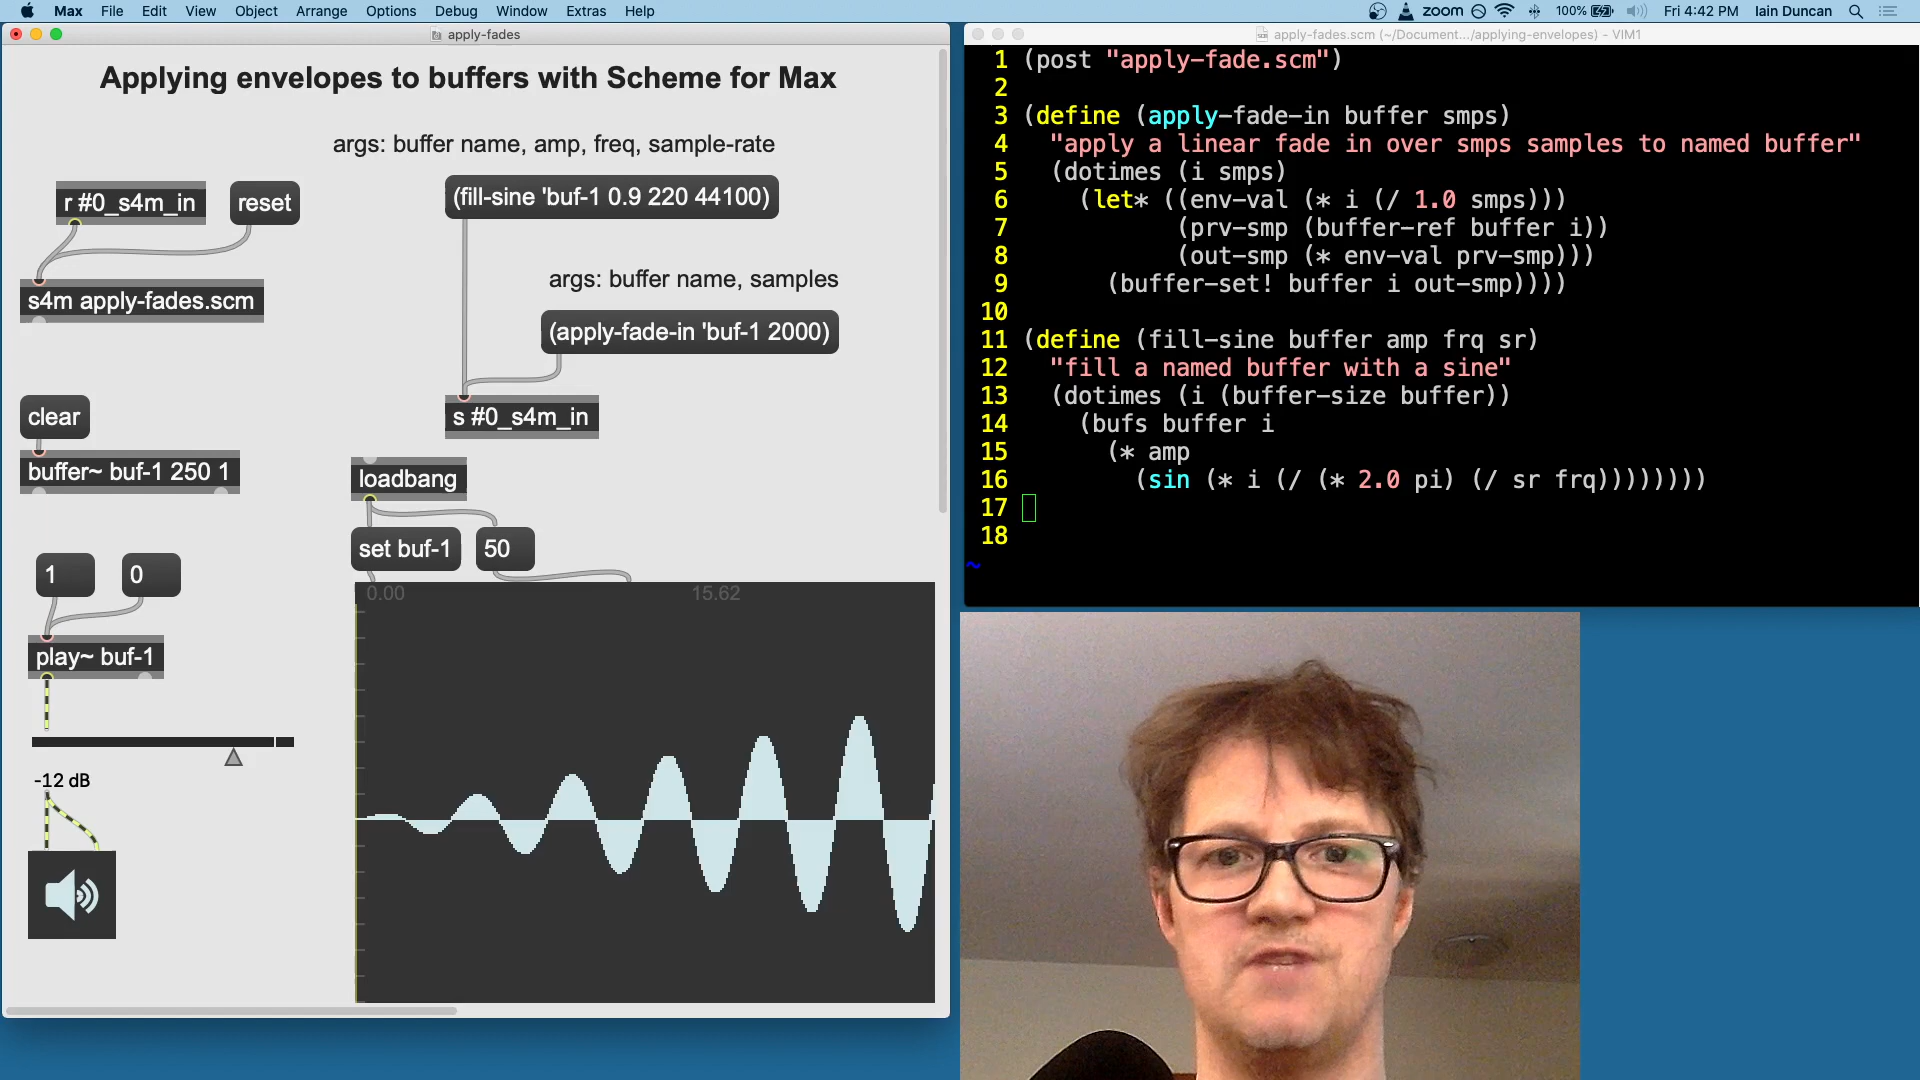 Max File Edit View Object Arrange Options Debug Window Extras Help
zoom 100% Fri 4:42 PM Iain Duncan
apply-fades
Applying envelopes to buffers with Scheme for Max
args: buffer name, amp, freq, sample-rate
r #0_s4m_in
reset
(fill-sine 'buf-1 0.9 220 44100)
s4m apply-fades.scm
args: buffer name, samples
(apply-fade-in 'buf-1 2000)
s #0_s4m_in
clear
buffer~ buf-1 250 1
loadbang
set buf-1
50
1
0
play~ buf-1
-12 dB
0.00
15.62
apply-fades.scm (~/Document.../applying-envelopes) - VIM1
1 (post "apply-fade.scm")
2
3 (define (apply-fade-in buffer smps)
4 "apply a linear fade in over smps samples to named buffer"
5 (dotimes (i smps)
6 (let* ((env-val (* i (/ 1.0 smps)))
7 (prv-smp (buffer-ref buffer i))
8 (out-smp (* env-val prv-smp)))
9 (buffer-set! buffer i out-smp))))
10
11 (define (fill-sine buffer amp frq sr)
12 "fill a named buffer with a sine"
13 (dotimes (i (buffer-size buffer))
14 (bufs buffer i
15 (* amp
16 (sin (* i (/ (* 2.0 pi) (/ sr frq))))))))
17
18
~